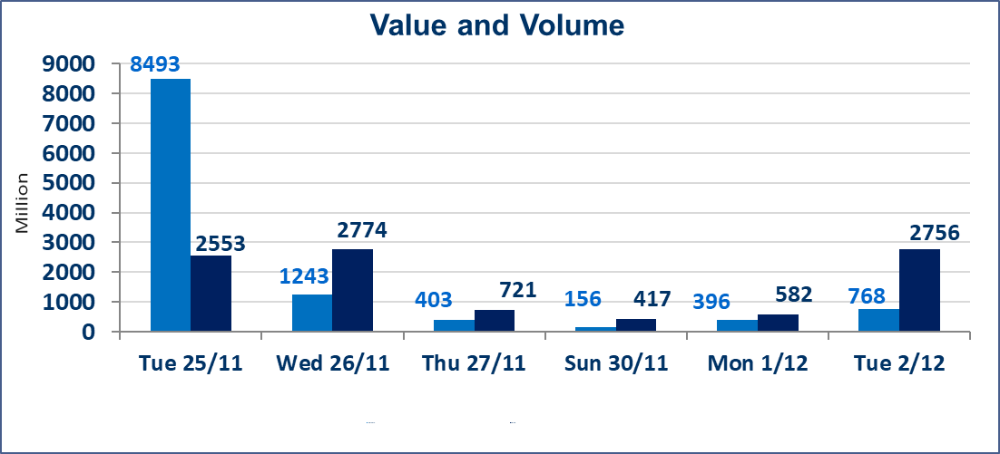 Value and Volume
9000
8000
7000
6000
5000
4000
3000
2000
1000
0
Million
8493
2553
1243
2774
403
721
156
417
396
582
768
2756
Tue 25/11
Wed 26/11
Thu 27/11
Sun 30/11
Mon 1/12
Tue 2/12